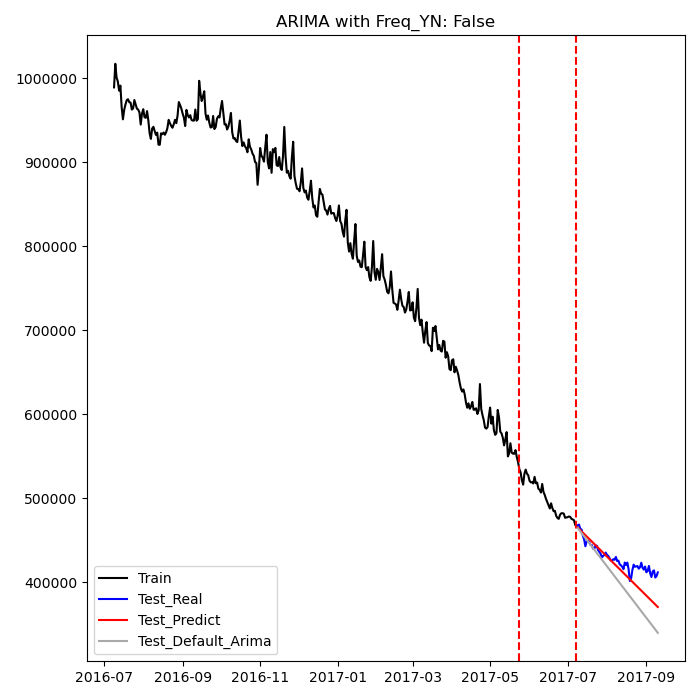 ARIMA with Freq_YN: False
1000000
900000
800000
700000
600000
500000
400000
Train
Test_Real
Test_Predict
Test_Default_Arima
2016-07 2016-09 2016-11 2017-01 2017-03 2017-05 2017-07 2017-09